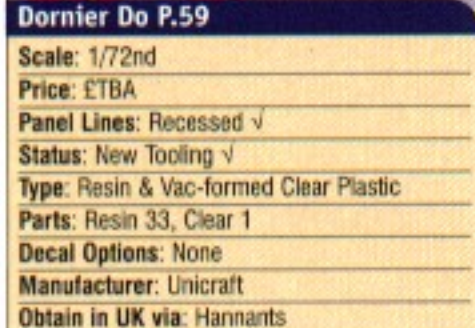 Dornier Do P.59
Scale: 1/72nd
Price: £TBA
Panel Lines: Recessed √
Status: New Tooling √
Type: Resin & Vac-formed Clear Plastic
Parts: Resin 33, Clear 1
Decal Options: None
Manufacturer: Unicraft
Obtain in UK via: Hannants